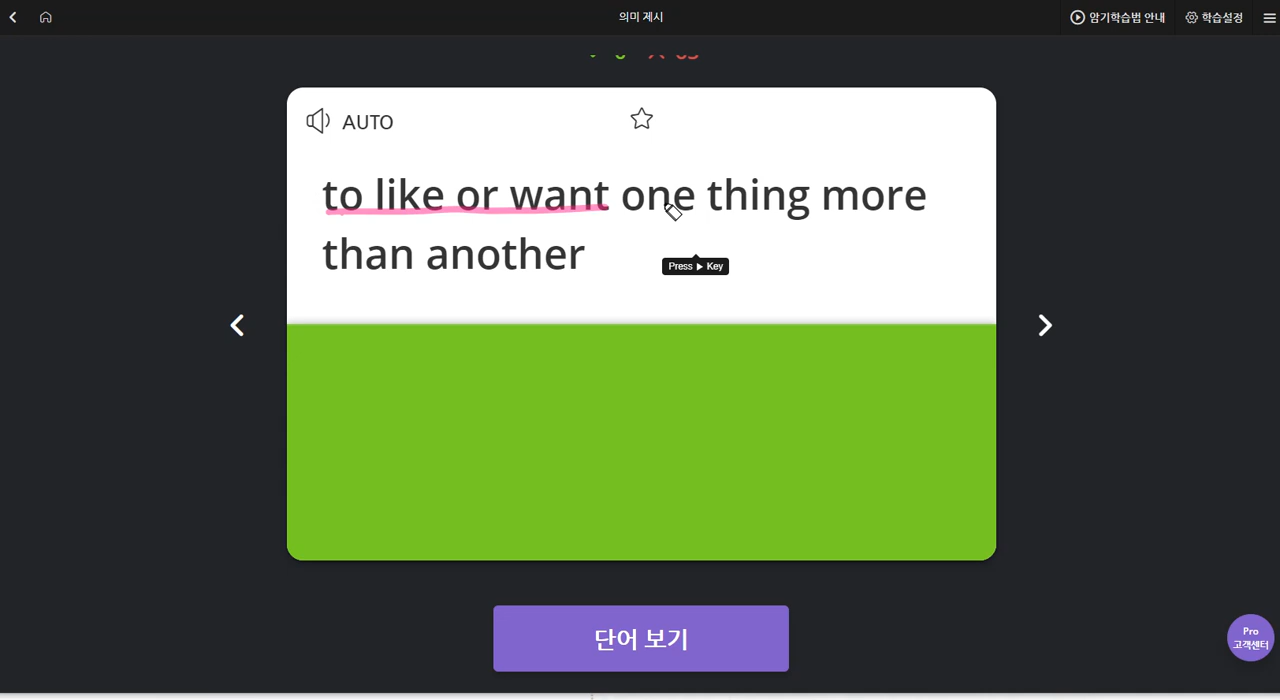 의미 제시
암기학습법 안내
학습설정
AUTO
to like or want one thing more
than another
Press ▶ Key
단어 보기
Pro
고객센터